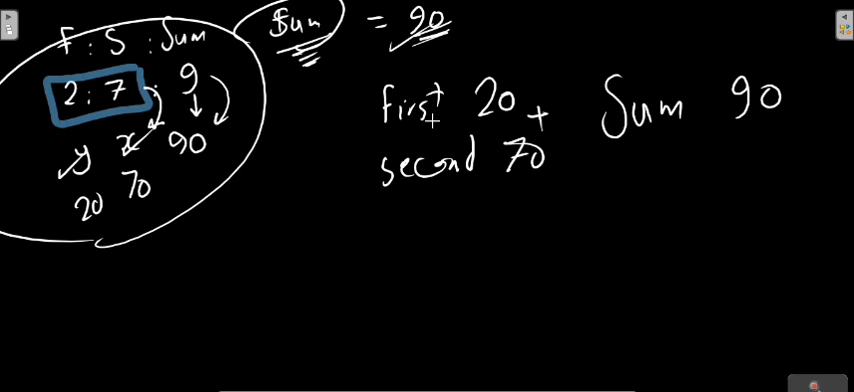 F : S : Sum
2 : 7 : 9
y x 90
20 70
Sum = 90
first 20 + Sum 90
+
second 70